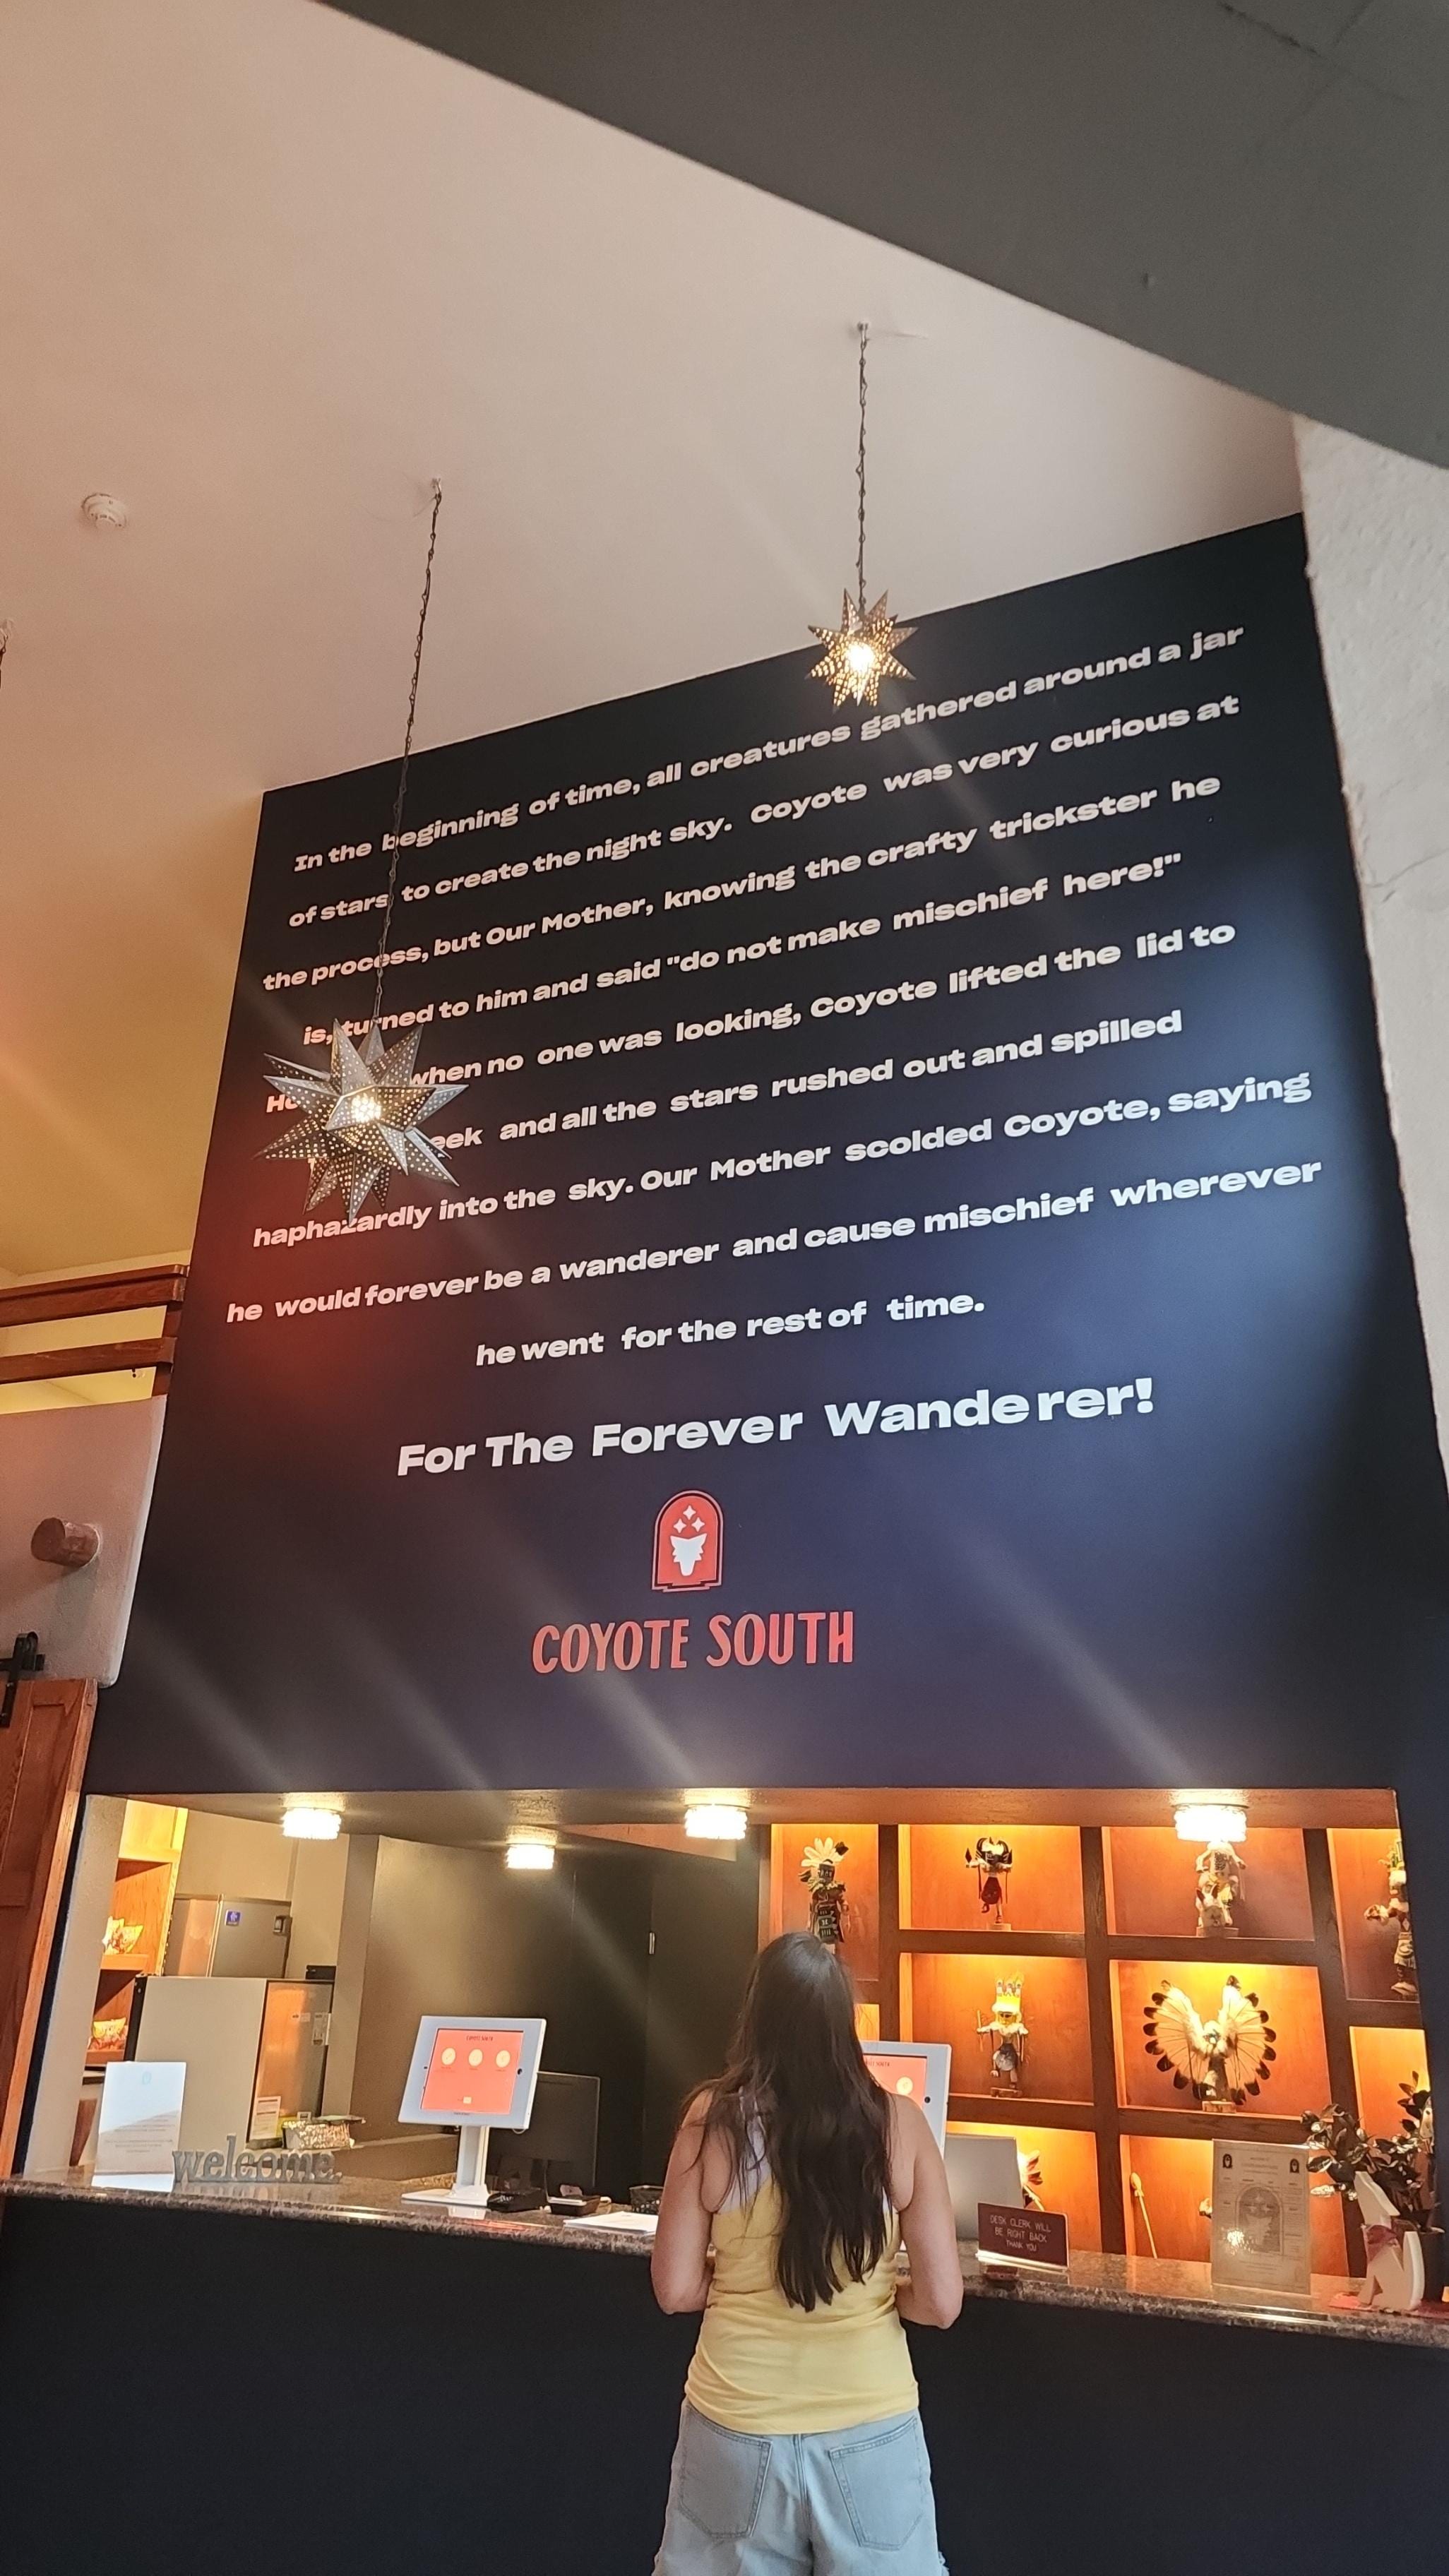 In the beginning of time, all creatures gathered around a jar
of stars to create the night sky. Coyote was very curious at
the process, but Our Mother, knowing the crafty trickster he
is, turned to him and said "do not make mischief here!"
when no one was looking, Coyote lifted the lid to
and all the stars rushed out and spilled
haphazardly into the sky. Our Mother scolded Coyote, saying
he would forever be a wanderer and cause mischief wherever
he went for the rest of time.
For The Forever Wanderer!
COYOTE SOUTH
COYOTE SOUTH
welcome.
DESK CLERK WILL
BE RIGHT BACK
THANK YOU